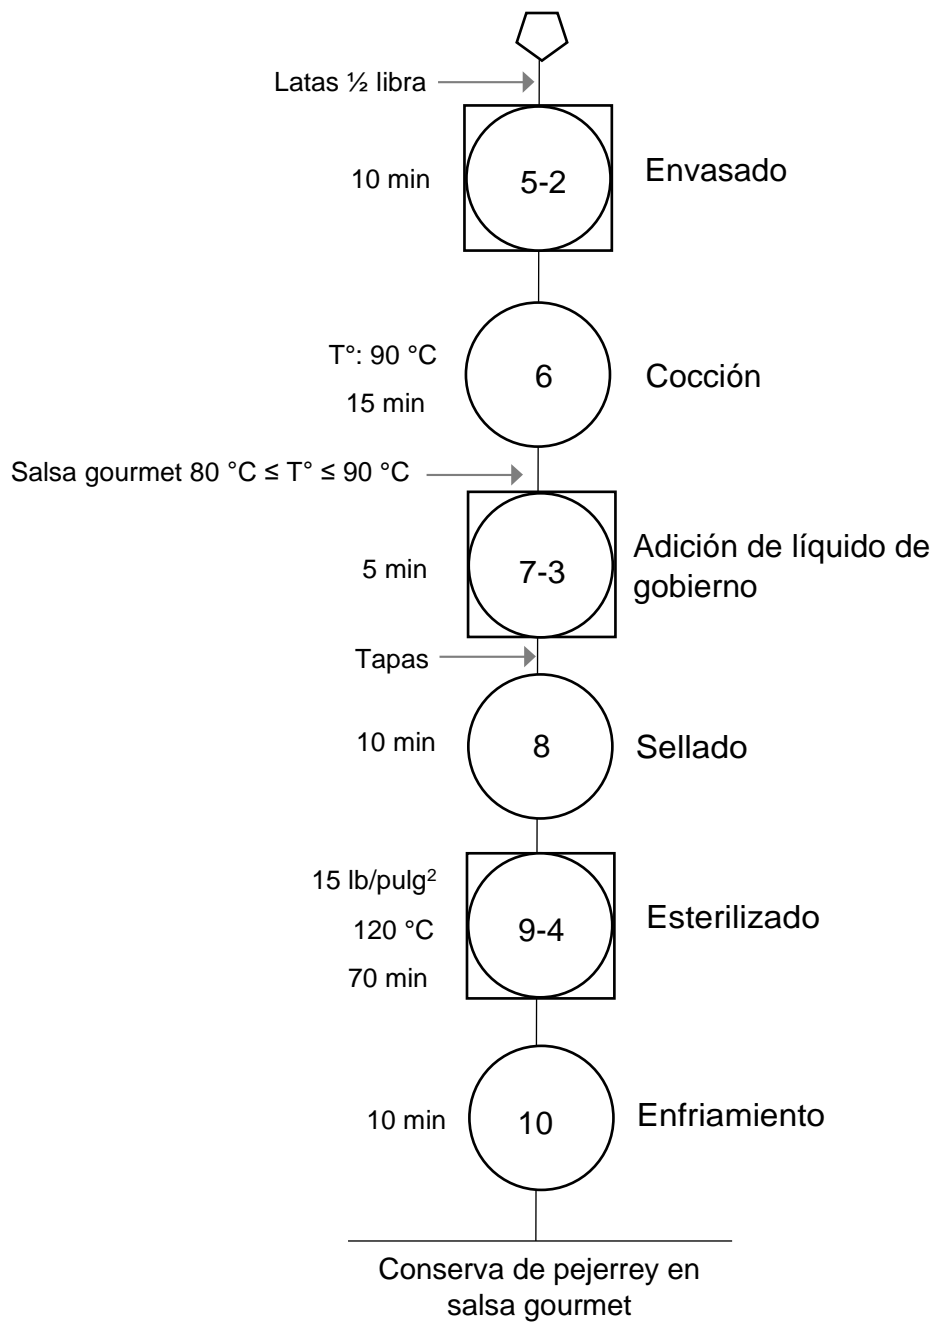 Latas ½ libra
10 min
5-2
Envasado
T°: 90 °C
15 min
6
Cocción
Salsa gourmet 80 °C ≤ T° ≤ 90 °C
5 min
7-3
Adición de líquido de
gobierno
Tapas
10 min
8
Sellado
15 lb/pulg²
120 °C
70 min
9-4
Esterilizado
10 min
10
Enfriamiento
Conserva de pejerrey en
salsa gourmet